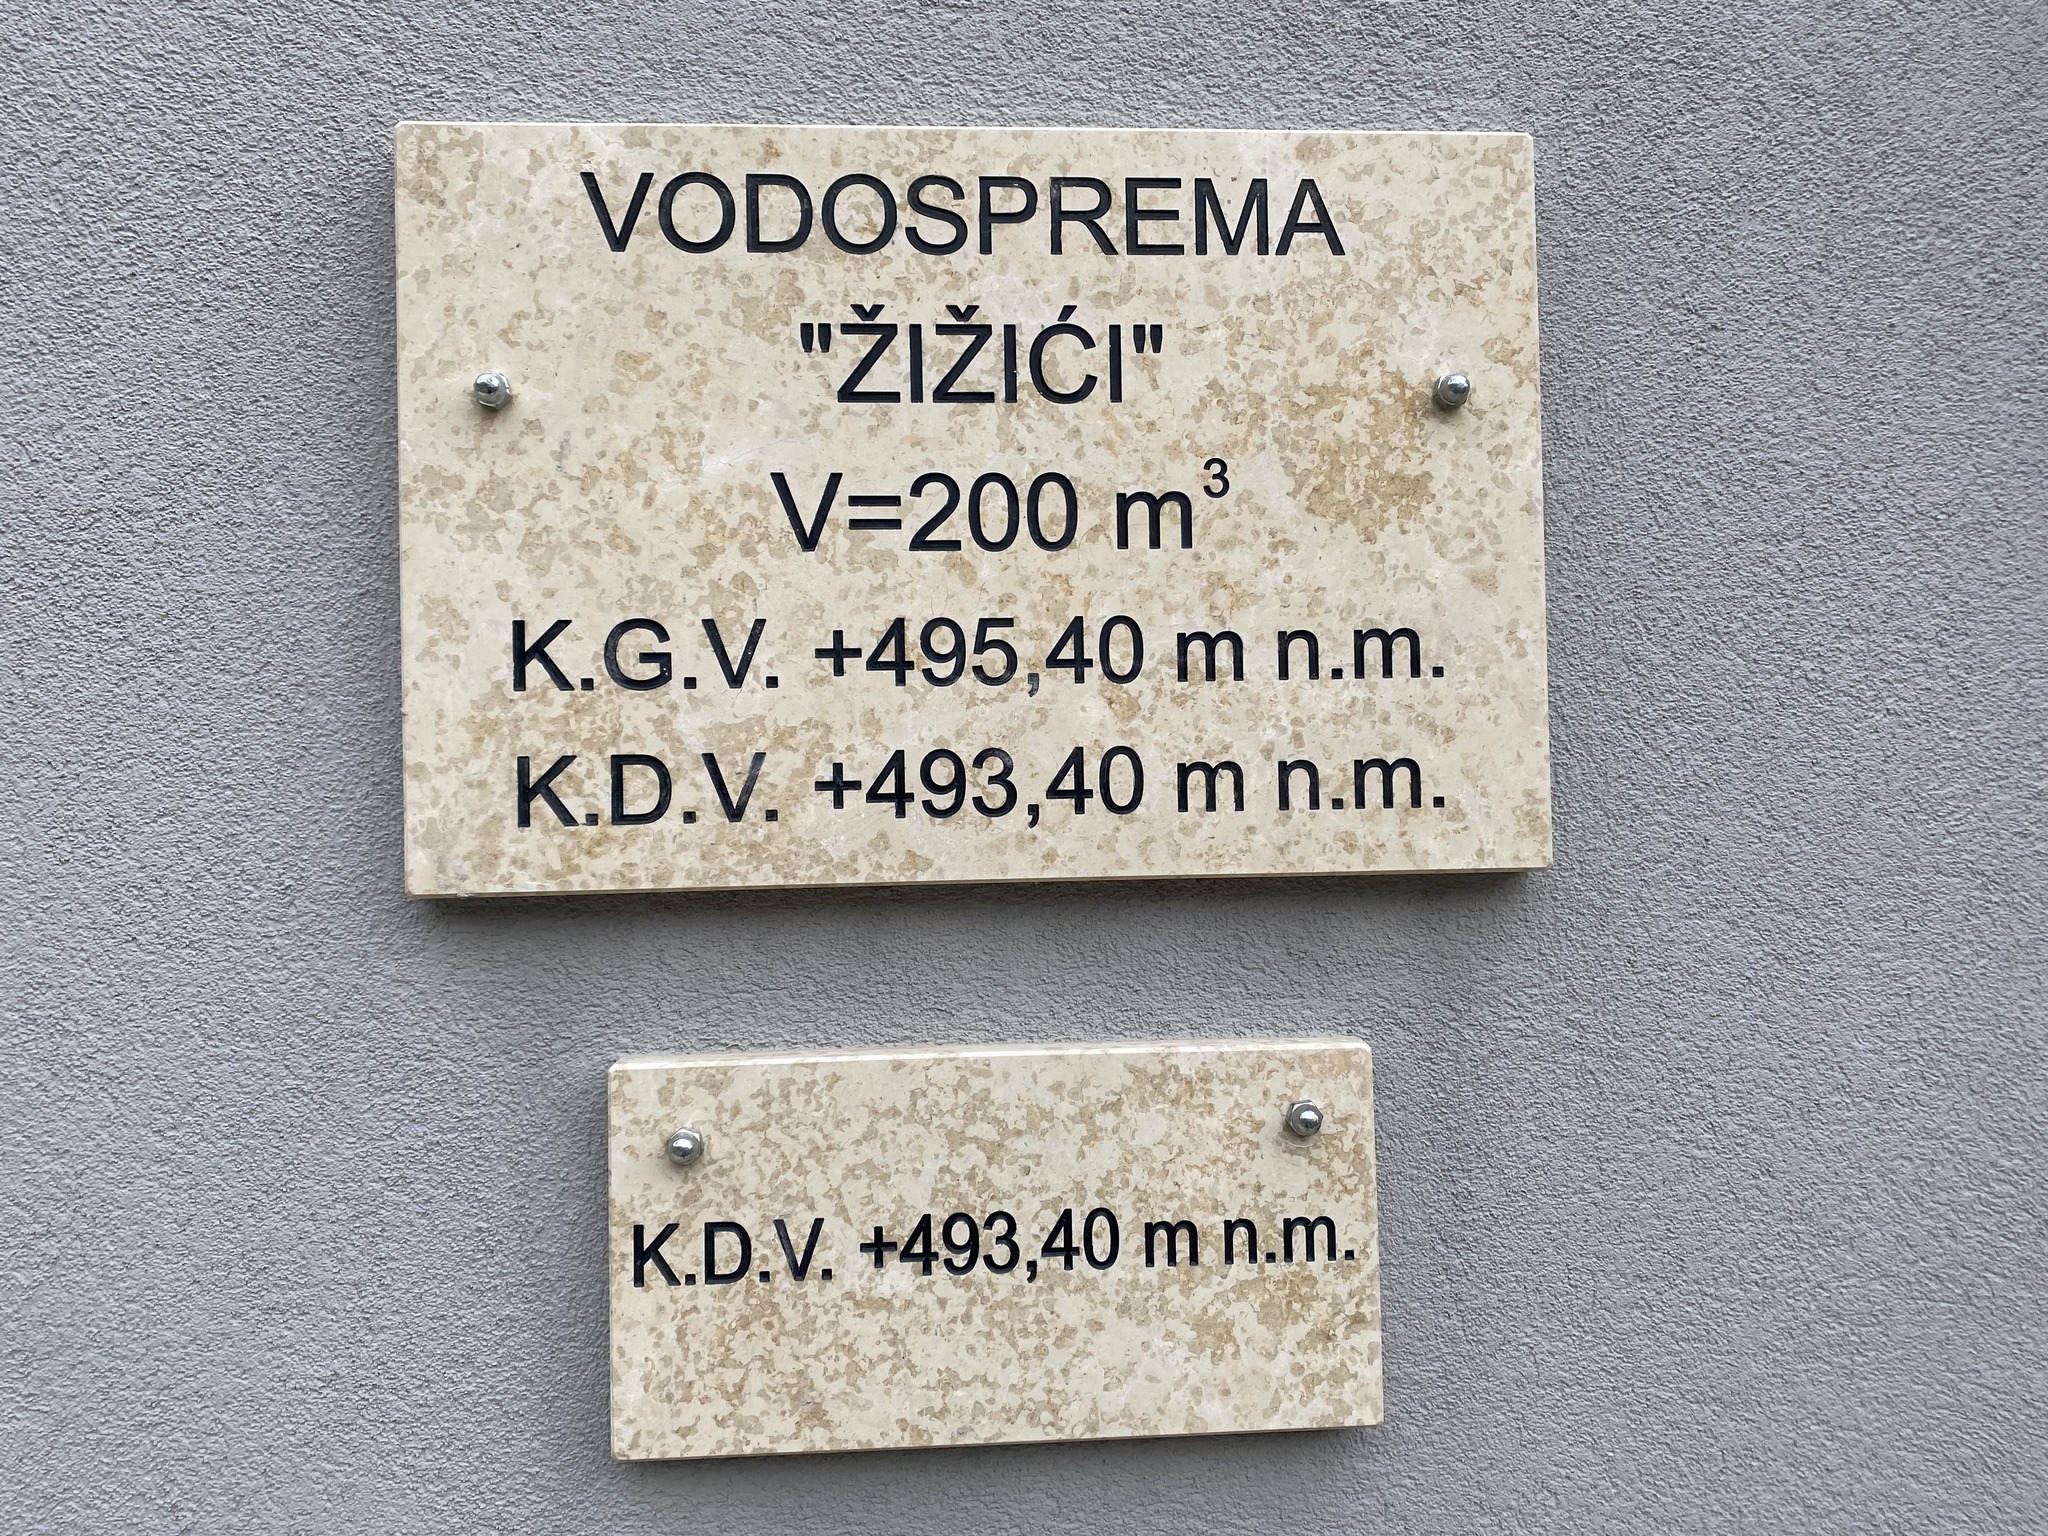 VODOSPREMA
"ŽIŽIĆI"
V=200 m³
K.G.V. +495,40 m n.m.
K.D.V. +493,40 m n.m.
K.D.V. +493,40 m n.m.